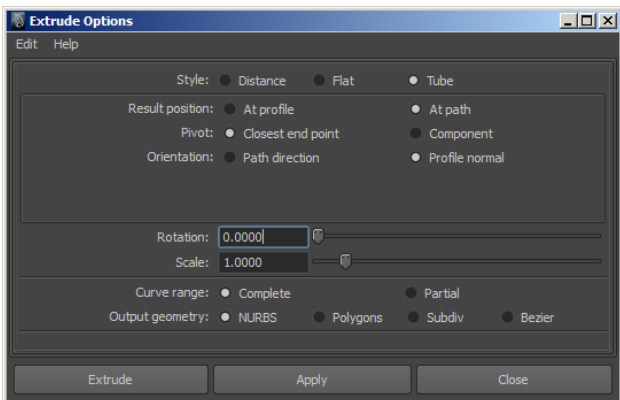 Extrude Options
Edit Help
Style: Distance Flat Tube
Result position: At profile At path
Pivot: Closest end point Component
Orientation: Path direction Profile normal
Rotation: 0.0000
Scale: 1.0000
Curve range: Complete Partial
Output geometry: NURBS Polygons Subdiv Bezier
Extrude Apply Close